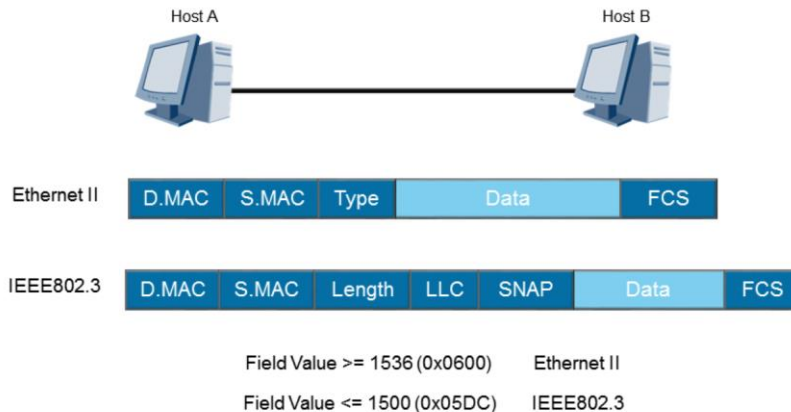 Host A Host B
Ethernet II D.MAC S.MAC Type Data FCS
IEEE802.3 D.MAC S.MAC Length LLC SNAP Data FCS
Field Value >= 1536 (0x0600) Ethernet II
Field Value <= 1500 (0x05DC) IEEE802.3